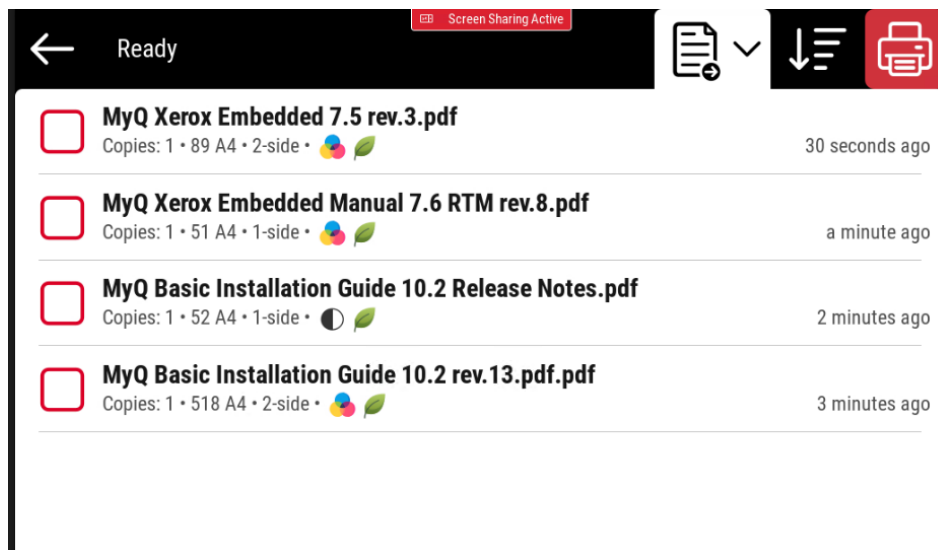 Screen Sharing Active
Ready
MyQ Xerox Embedded 7.5 rev.3.pdf
Copies: 1 • 89 A4 • 2-side •
30 seconds ago
MyQ Xerox Embedded Manual 7.6 RTM rev.8.pdf
Copies: 1 • 51 A4 • 1-side •
a minute ago
MyQ Basic Installation Guide 10.2 Release Notes.pdf
Copies: 1 • 52 A4 • 1-side •
2 minutes ago
MyQ Basic Installation Guide 10.2 rev.13.pdf.pdf
Copies: 1 • 518 A4 • 2-side •
3 minutes ago